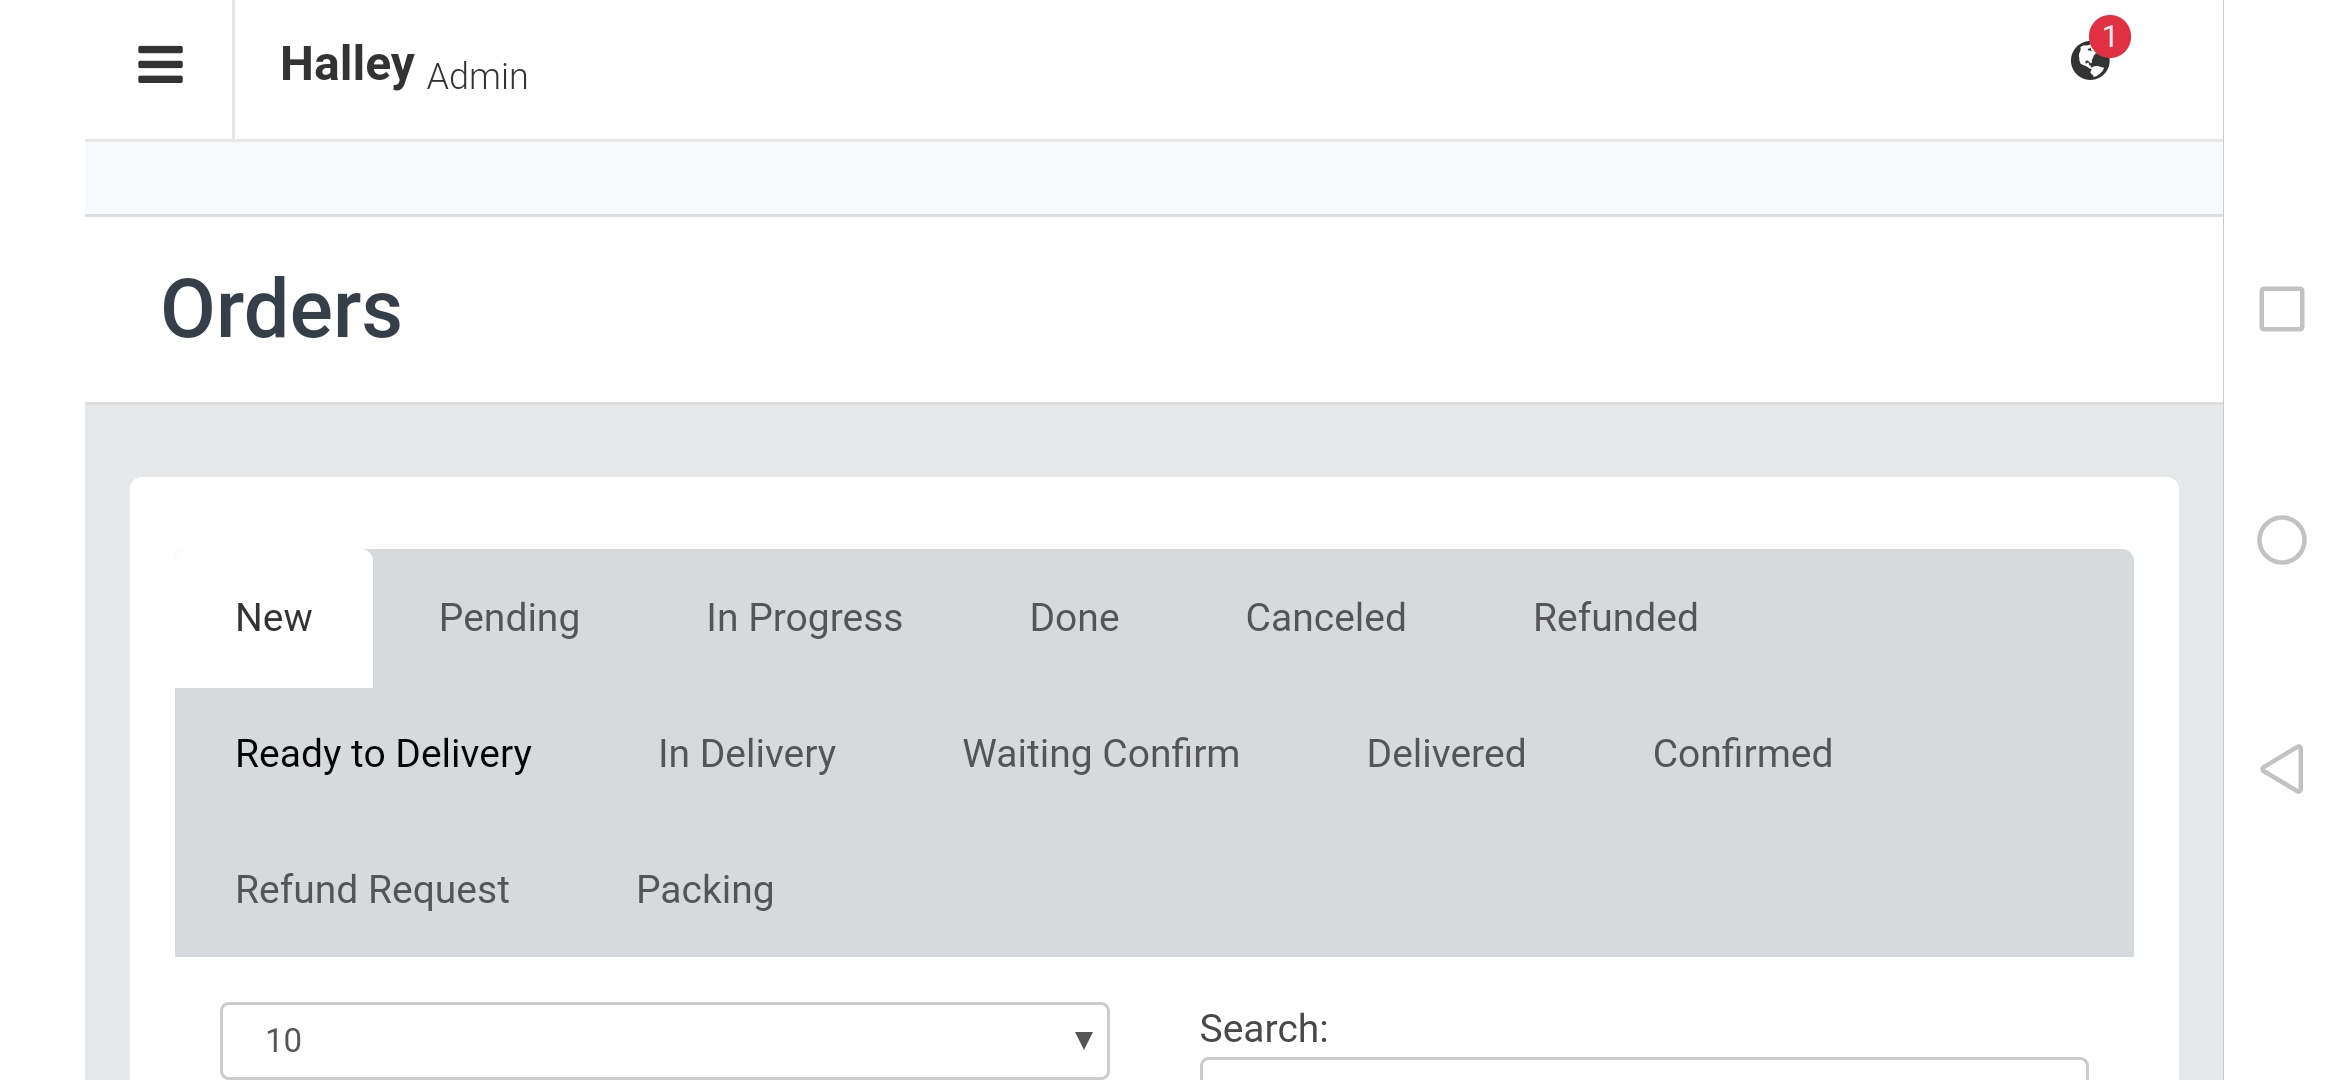 Halley Admin
1
Orders
New Pending In Progress Done Canceled Refunded
Ready to Delivery In Delivery Waiting Confirm Delivered Confirmed
Refund Request Packing
10
Search: